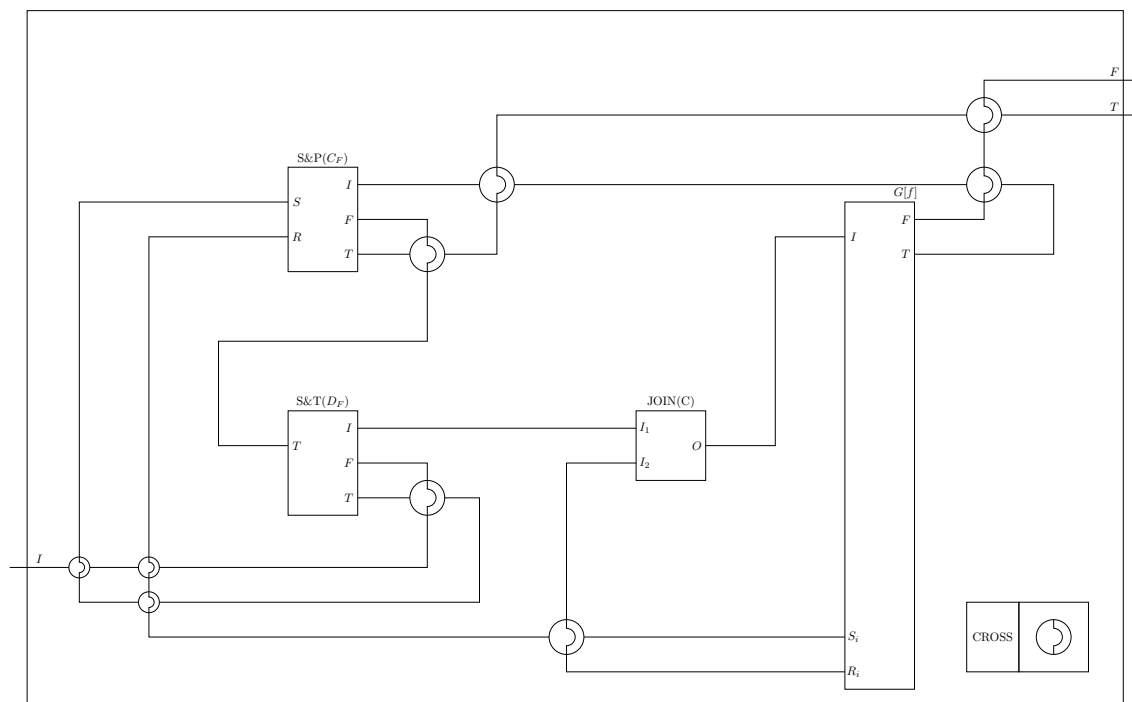 F
T
S&P(C_F)
I
S
F
R
T
G[f]
F
I
T
S&T(D_F)
I
T
F
T
JOIN(C)
I_1
O
I_2
I
S_i
R_i
CROSS